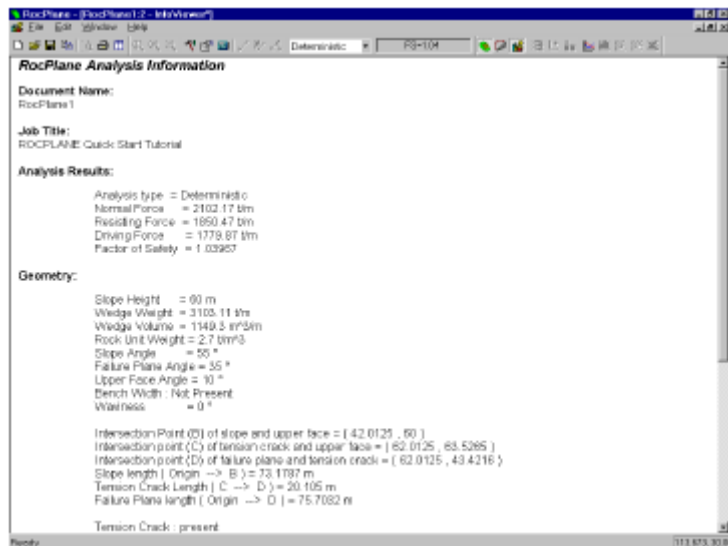 RocPlane - [RocPlane1:2 - InfoViewer*]
File Edit Window Help
Deterministic FS=1.04
RocPlane Analysis Information
Document Name:
RocPlane1
Job Title:
ROCPLANE Quick Start Tutorial
Analysis Results:
Analysis type = Deterministic
Normal Force = 2102.17 t/m
Resisting Force = 1850.47 t/m
Driving Force = 1779.87 t/m
Factor of Safety = 1.03967
Geometry:
Slope Height = 60 m
Wedge Weight = 3103.11 t/m
Wedge Volume = 1149.3 m^3/m
Rock Unit Weight = 2.7 t/m^3
Slope Angle = 55 °
Failure Plane Angle = 35 °
Upper Face Angle = 10 °
Bench Width : Not Present
Waviness = 0 °
Intersection Point (B) of slope and upper face = ( 42.0125 , 60 )
Intersection point (C) of tension crack and upper face = ( 62.0125 , 63.5265 )
Intersection point (D) of failure plane and tension crack = ( 62.0125 , 43.4216 )
Slope length ( Origin --> B ) = 73.1787 m
Tension Crack Length ( C --> D ) = 20.105 m
Failure Plane length ( Origin --> D ) = 75.7032 m
Tension Crack : present
Ready